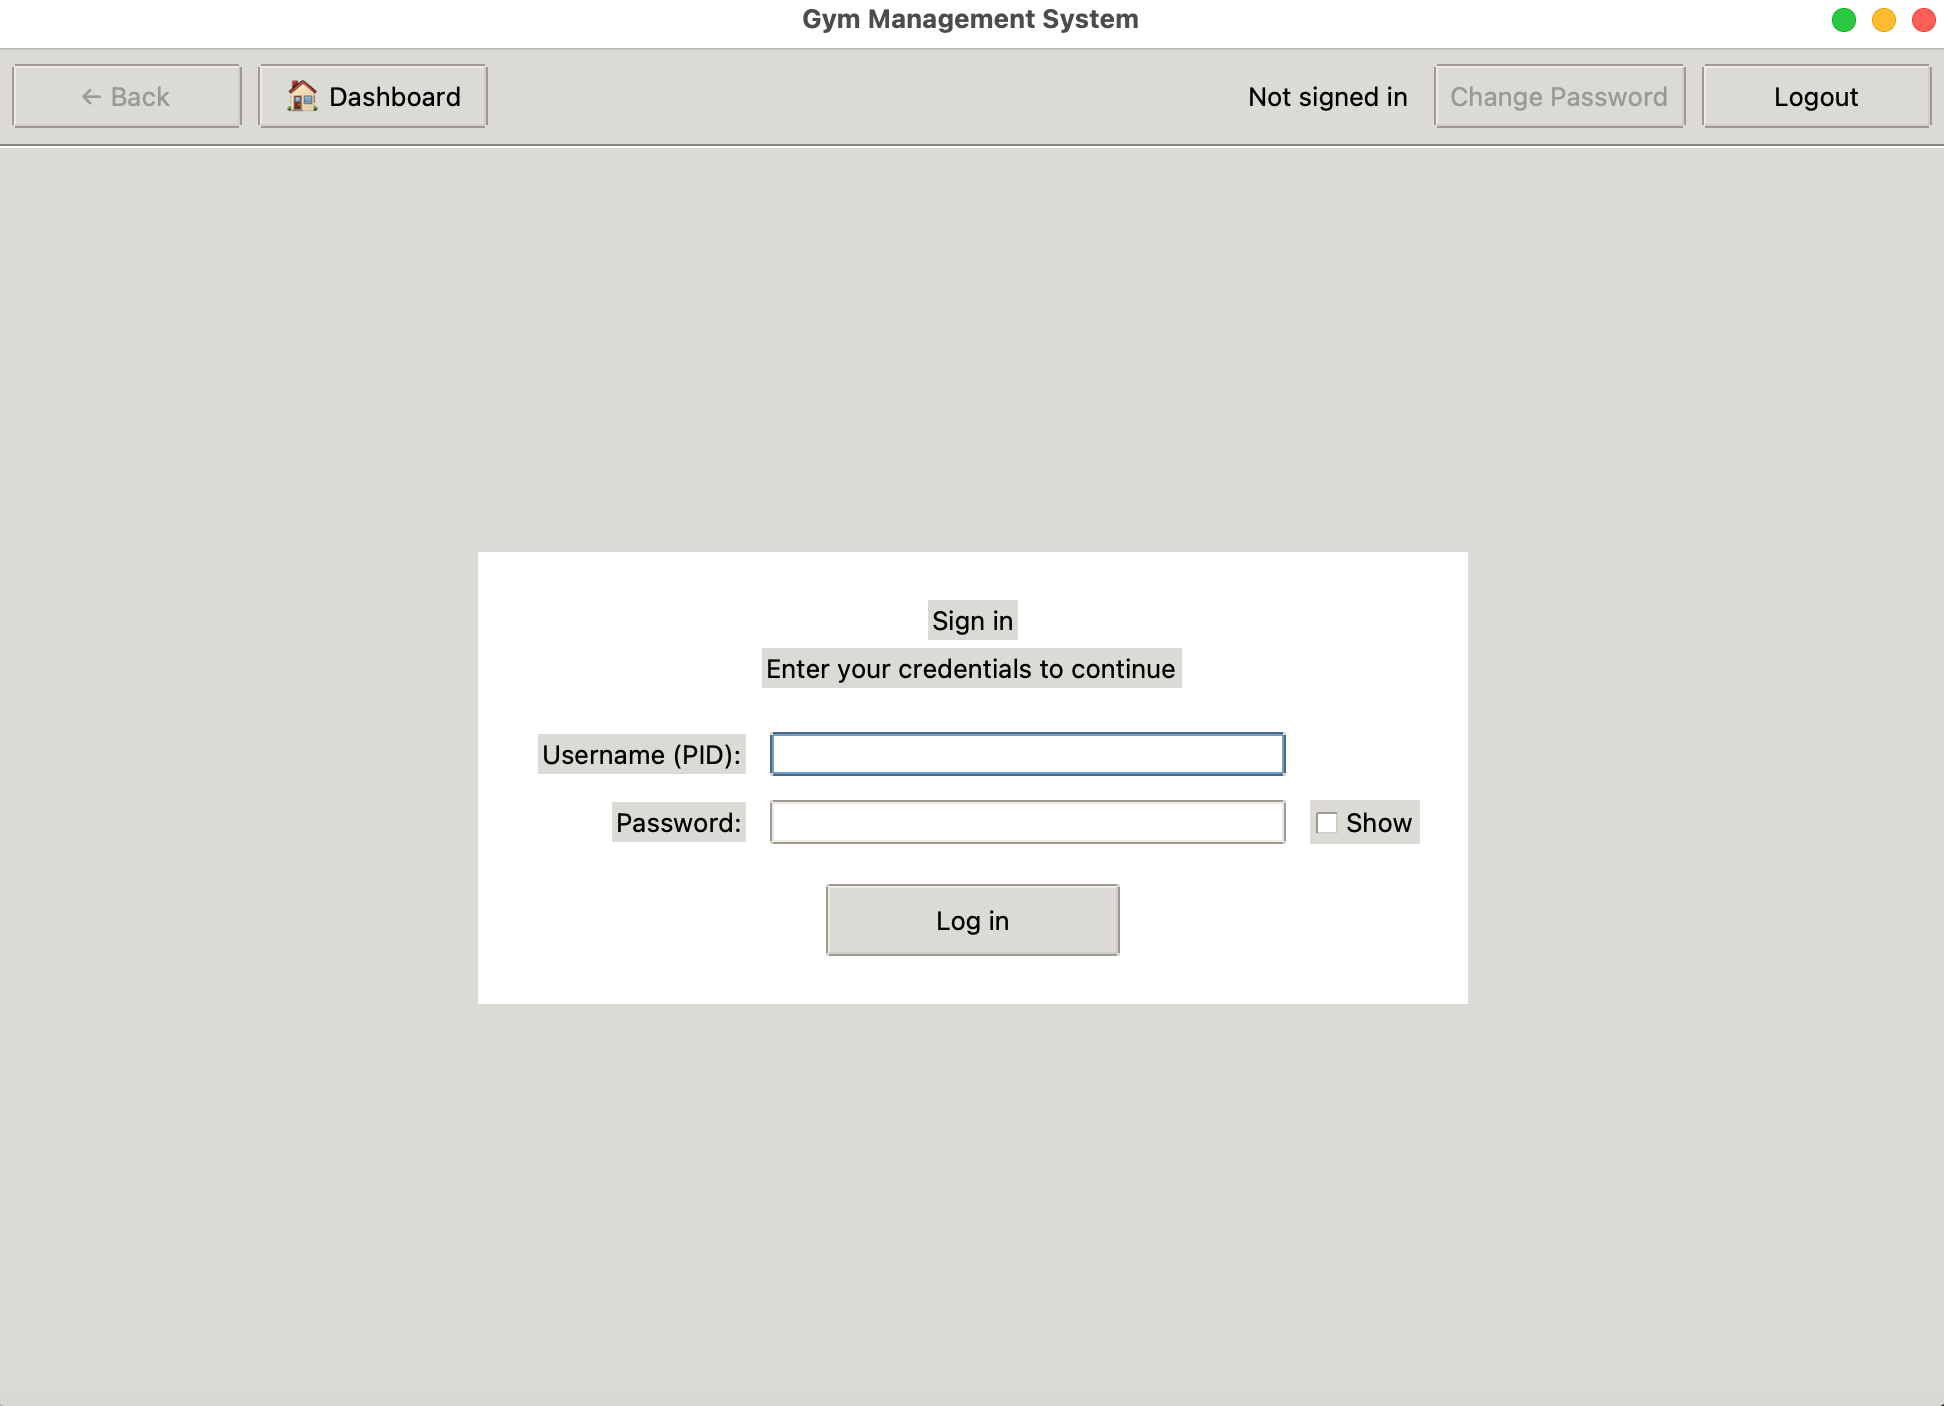 Gym Management System
← Back
Dashboard
Not signed in
Change Password
Logout
Sign in
Enter your credentials to continue
Username (PID):
Password:
Show
Log in